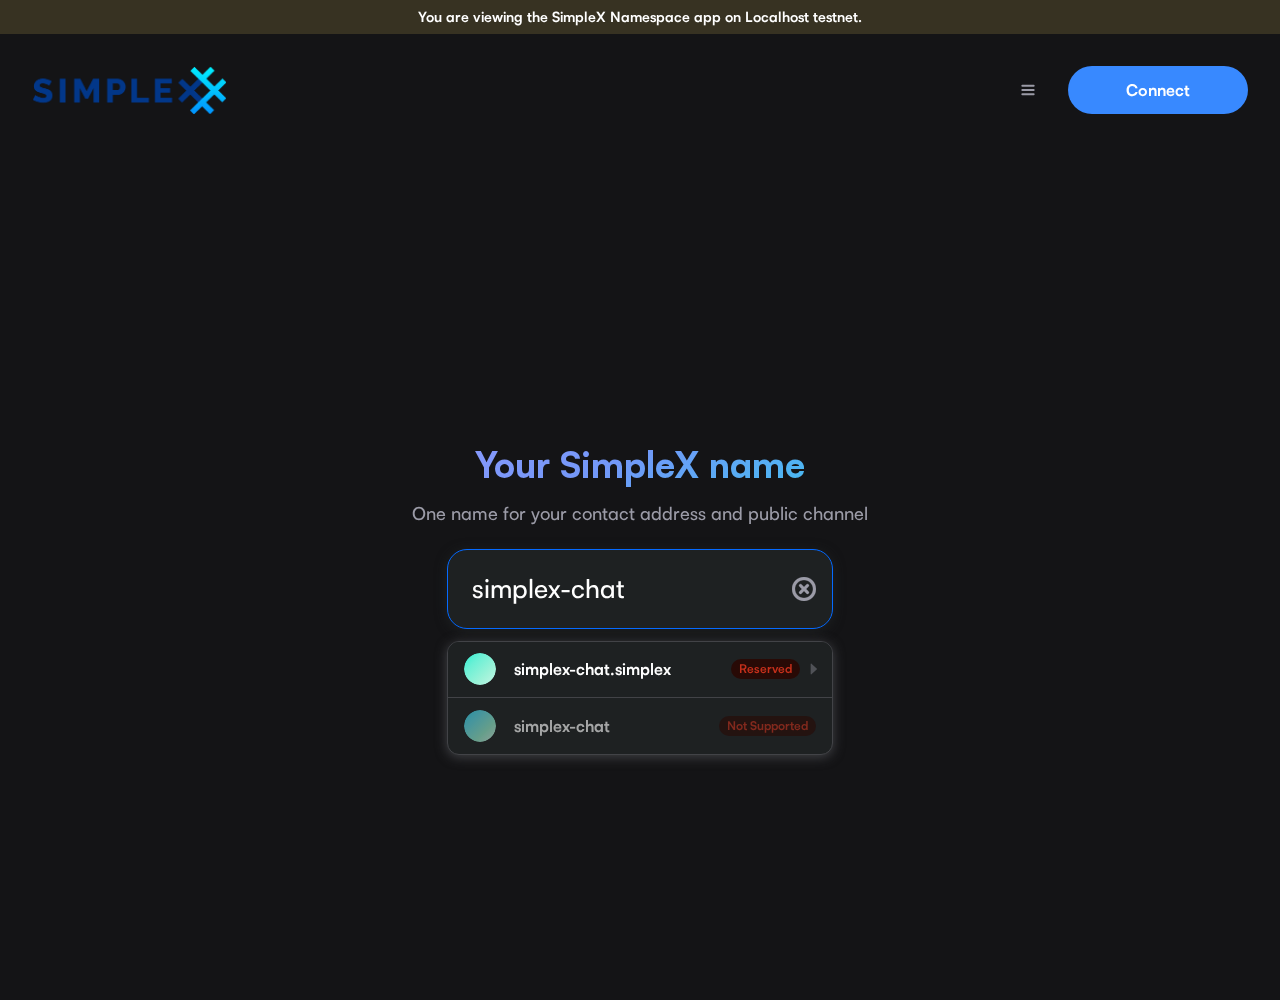 You are viewing the SimpleX Namespace app on Localhost testnet.
SIMPLEX
Connect
Your SimpleX name
One name for your contact address and public channel
simplex-chat
simplex-chat.simplex Reserved
simplex-chat Not Supported